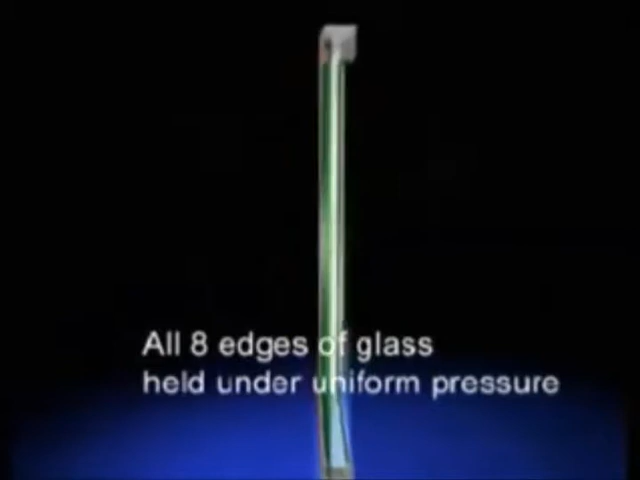 All 8 edges of glass
held under uniform pressure